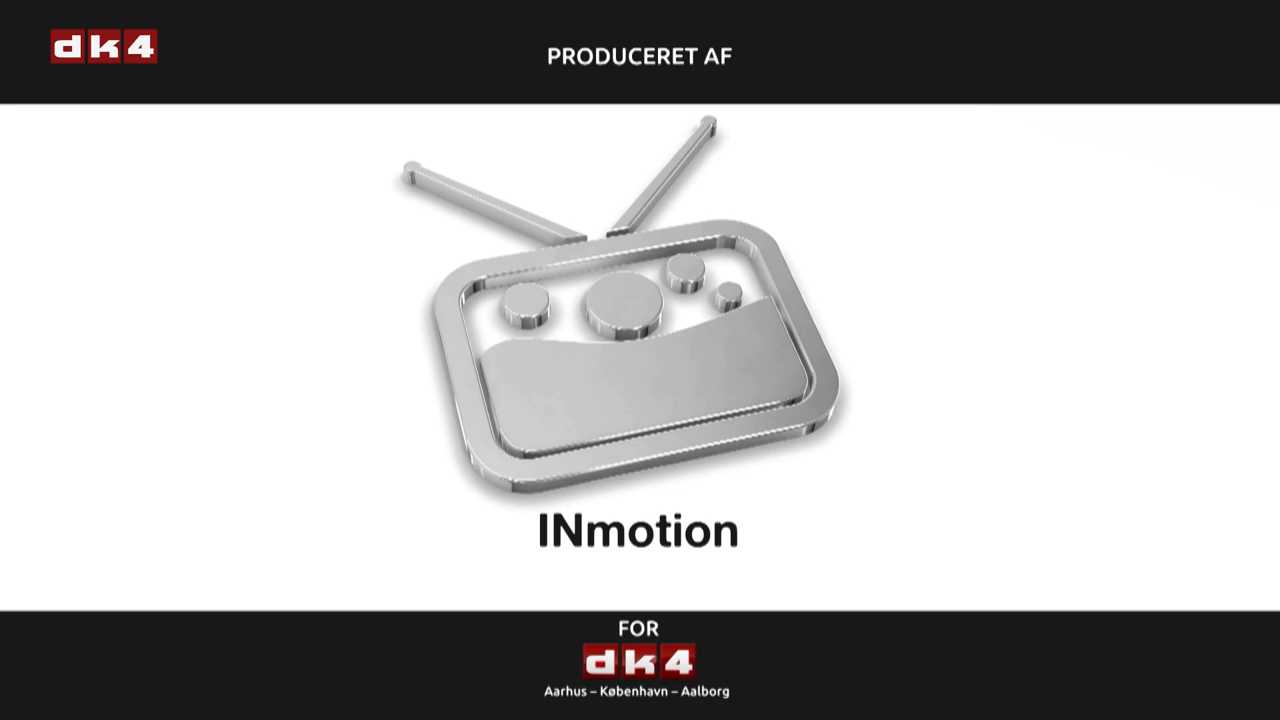 dk4
PRODUCERET AF
INmotion
FOR
dk4
Aarhus – København – Aalborg